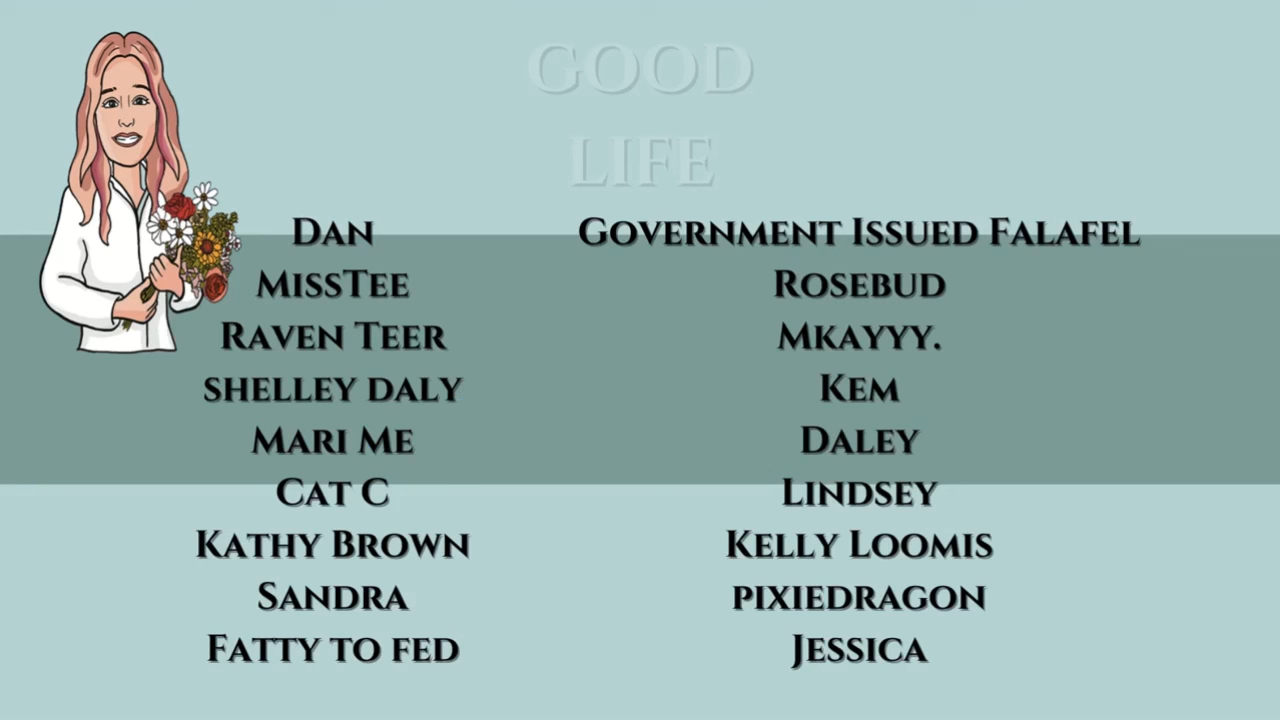 GOOD
LIFE
Dan
MissTee
Raven Teer
shelley daly
Mari Me
Cat C
Kathy Brown
Sandra
Fatty to fed
Government Issued Falafel
Rosebud
Mkayyy.
Kem
Daley
Lindsey
Kelly Loomis
pixiedragon
Jessica